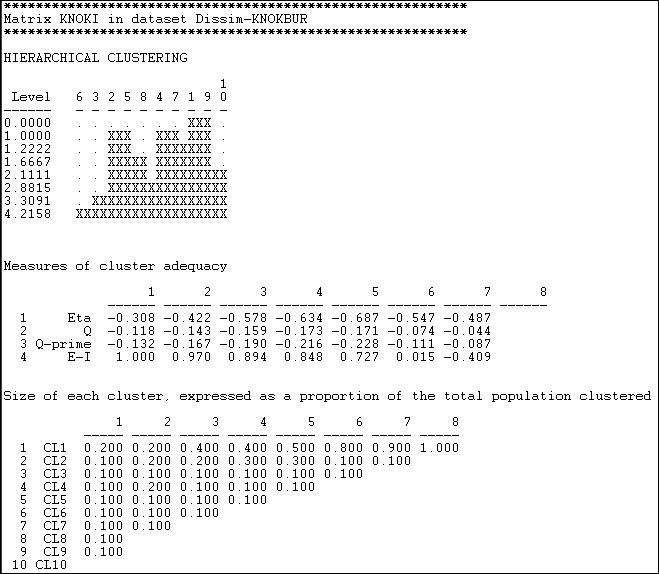 **********************************************************
Matrix KNOKI in dataset Dissim-KNOKBUR
**********************************************************
HIERARCHICAL CLUSTERING
                            1
 Level   6 3 2 5 8 4 7 1 9 0
------   - - - - - - - - - -
0.0000   . . . . . . . XXX .
1.0000   . . XXX . XXX XXX .
1.2222   . . XXX . XXXXXXX .
1.6667   . . XXXXX XXXXXXX .
2.1111   . . XXXXX XXXXXXXXX
2.8815   . . XXXXXXXXXXXXXXX
3.3091   . XXXXXXXXXXXXXXXXX
4.2158   XXXXXXXXXXXXXXXXXXX
Measures of cluster adequacy
                   1      2      3      4      5      6      7      8
              ------ ------ ------ ------ ------ ------ ------ ------
  1     Eta   -0.308 -0.422 -0.578 -0.634 -0.687 -0.547 -0.487
  2       Q   -0.118 -0.143 -0.159 -0.173 -0.171 -0.074 -0.044
  3 Q-prime   -0.132 -0.167 -0.190 -0.216 -0.228 -0.111 -0.087
  4     E-I    1.000  0.970  0.894  0.848  0.727  0.015 -0.409
Size of each cluster, expressed as a proportion of the total population clustered
               1     2     3     4     5     6     7     8
           ----- ----- ----- ----- ----- ----- ----- -----
  1  CL1   0.200 0.200 0.400 0.400 0.500 0.800 0.900 1.000
  2  CL2   0.100 0.200 0.200 0.300 0.300 0.100 0.100
  3  CL3   0.100 0.100 0.100 0.100 0.100 0.100
  4  CL4   0.100 0.200 0.100 0.100 0.100
  5  CL5   0.100 0.100 0.100 0.100
  6  CL6   0.100 0.100 0.100
  7  CL7   0.100 0.100
  8  CL8   0.100
  9  CL9   0.100
 10 CL10